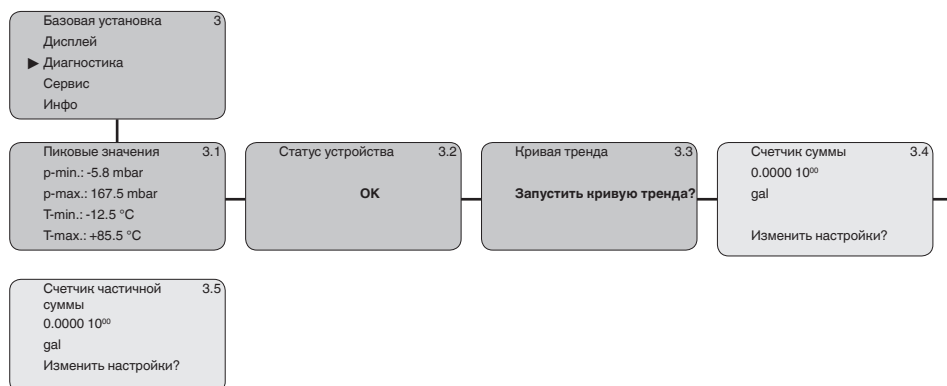 Базовая установка 3
Дисплей
▶ Диагностика
Сервис
Инфо
Пиковые значения 3.1
p-min.: -5.8 mbar
p-max.: 167.5 mbar
T-min.: -12.5 °C
T-max.: +85.5 °C
Статус устройства 3.2
OK
Кривая тренда 3.3
Запустить кривую тренда?
Счетчик суммы 3.4
0.0000 10⁰⁰
gal
Изменить настройки?
Счетчик частичной 3.5
суммы
0.0000 10⁰⁰
gal
Изменить настройки?